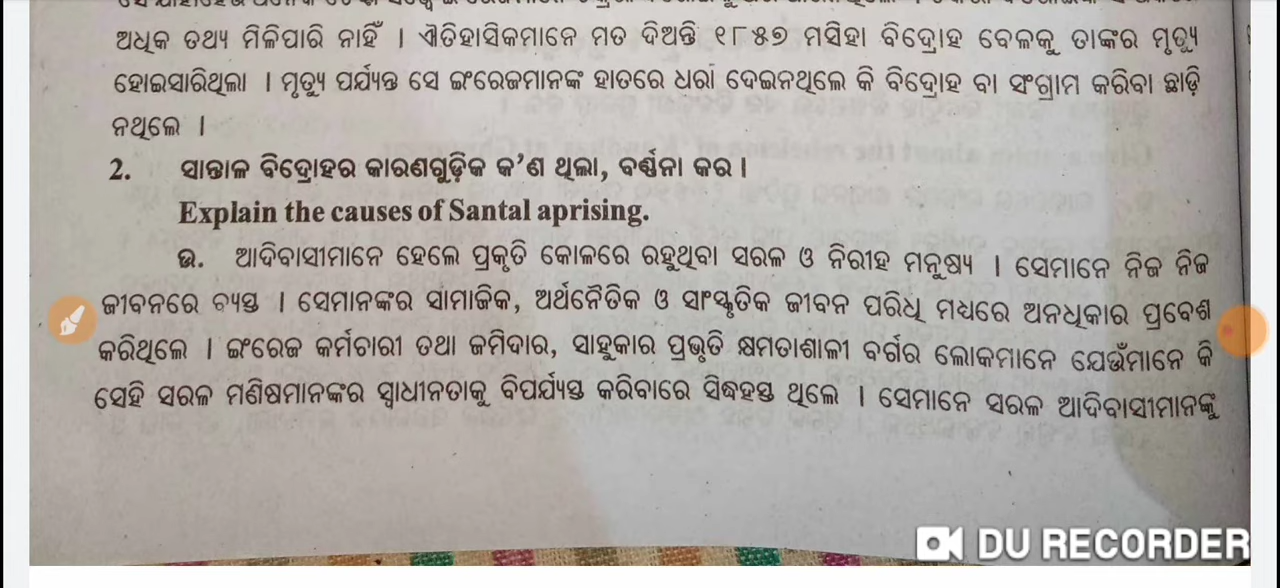 ଅଧିକ ତଥ୍ୟ ମିଳିପାରି ନାହିଁ । ଐତିହାସିକମାନେ ମତ ଦିଅନ୍ତି ୧୮୫୭ ମସିହା ବିଦ୍ରୋହ ବେଳକୁ ତାଙ୍କର ମୃତ୍ୟୁ
ହୋଇସାରିଥିଲା । ମୃତ୍ୟୁ ପର୍ଯ୍ୟନ୍ତ ସେ ଇଂରେଜମାନଙ୍କ ହାତରେ ଧରା ଦେଇନଥିଲେ କି ବିଦ୍ରୋହ ବା ସଂଗ୍ରାମ କରିବା ଛାଡ଼ି
ନଥିଲେ ।
2. ସାନ୍ତାଳ ବିଦ୍ରୋହର କାରଣଗୁଡ଼ିକ କ'ଣ ଥିଲା, ବର୍ଣ୍ଣନା କର ।
Explain the causes of Santal aprising.
ଉ. ଆଦିବାସୀମାନେ ହେଲେ ପ୍ରକୃତି କୋଳରେ ରହୁଥିବା ସରଳ ଓ ନିରୀହ ମନୁଷ୍ୟ । ସେମାନେ ନିଜ ନିଜ
ଜୀବନରେ ବ୍ୟସ୍ତ । ସେମାନଙ୍କର ସାମାଜିକ, ଅର୍ଥନୈତିକ ଓ ସାଂସ୍କୃତିକ ଜୀବନ ପରିଧି ମଧ୍ୟରେ ଅନଧିକାର ପ୍ରବେଶ
କରିଥିଲେ । ଇଂରେଜ କର୍ମଚାରୀ ତଥା ଜମିଦାର, ସାହୁକାର ପ୍ରଭୃତି କ୍ଷମତାଶାଳୀ ବର୍ଗର ଲୋକମାନେ ଯେଉଁମାନେ କି
ସେହି ସରଳ ମଣିଷମାନଙ୍କର ସ୍ୱାଧୀନତାକୁ ବିପର୍ଯ୍ୟସ୍ତ କରିବାରେ ସିଦ୍ଧହସ୍ତ ଥିଲେ । ସେମାନେ ସରଳ ଆଦିବାସୀମାନଙ୍କୁ
DU RECORDER